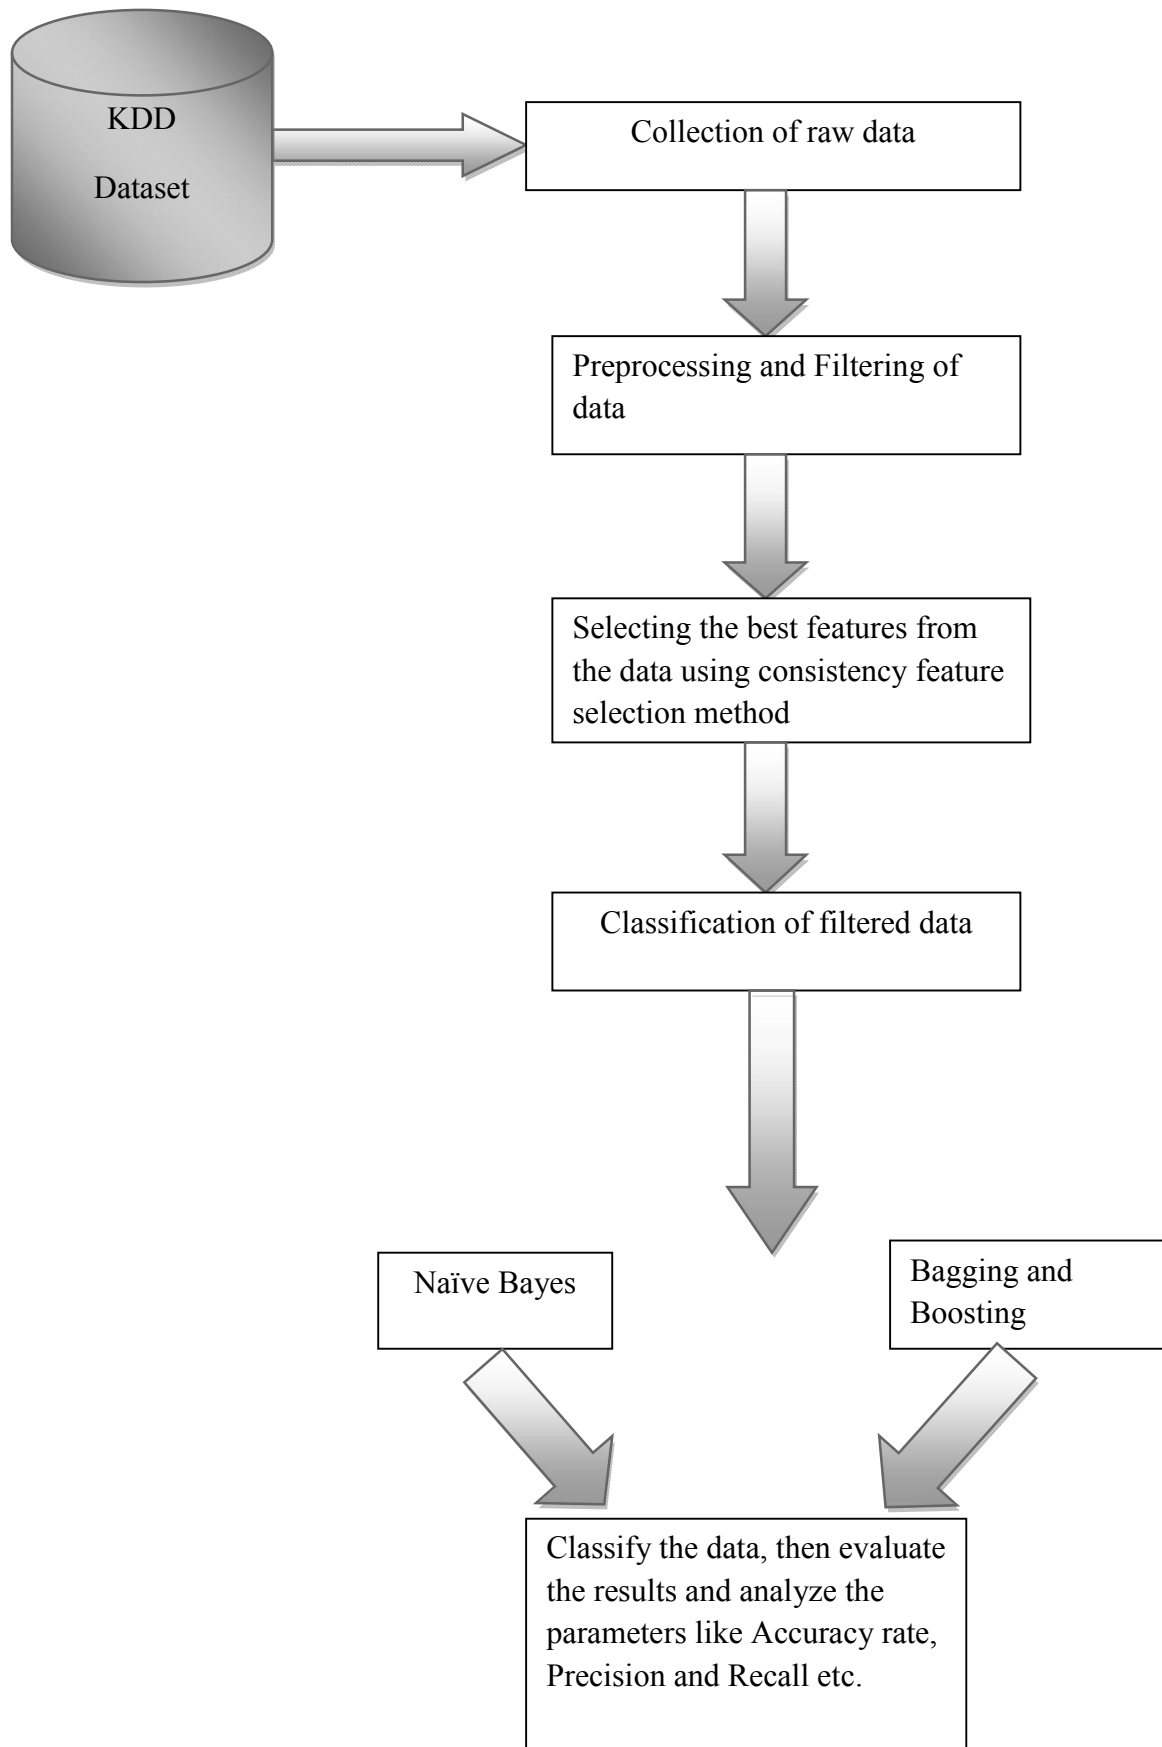 KDD
Dataset
Collection of raw data
Preprocessing and Filtering of
data
Selecting the best features from
the data using consistency feature
selection method
Classification of filtered data
Naïve Bayes
Bagging and
Boosting
Classify the data, then evaluate
the results and analyze the
parameters like Accuracy rate,
Precision and Recall etc.